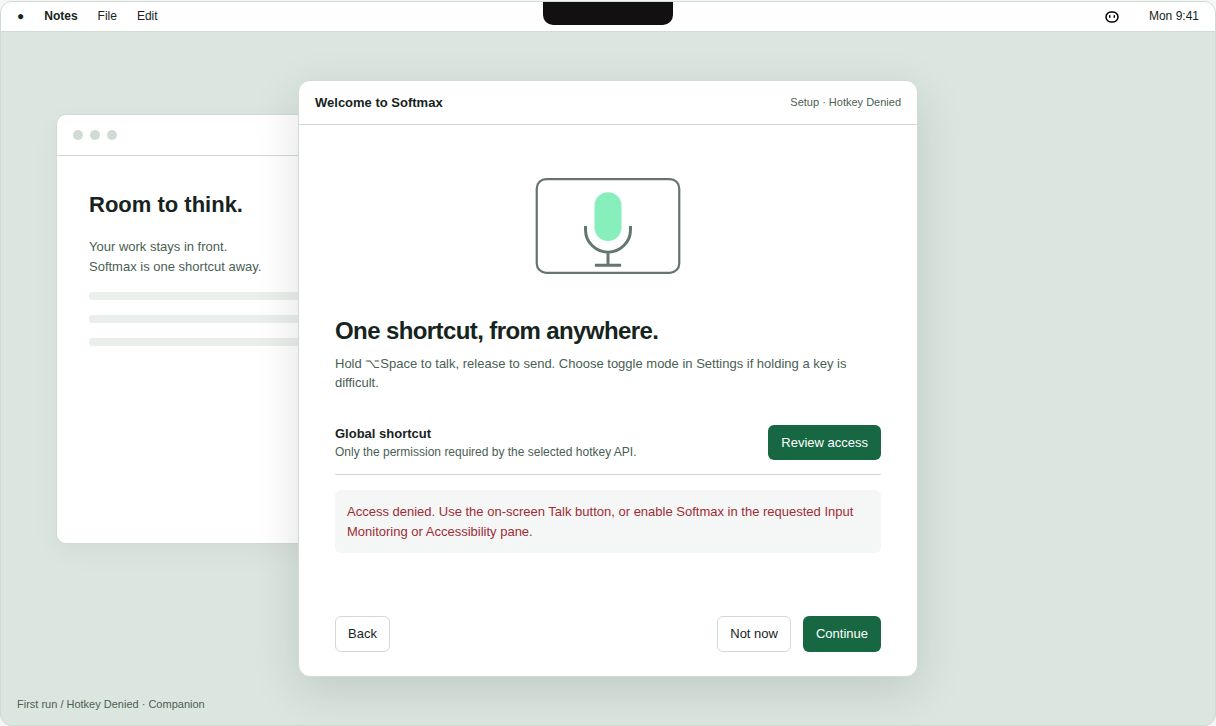 Notes File Edit Mon 9:41
Welcome to Softmax Setup · Hotkey Denied
Room to think.
Your work stays in front.
Softmax is one shortcut away.
One shortcut, from anywhere.
Hold ⌥Space to talk, release to send. Choose toggle mode in Settings if holding a key is
difficult.
Global shortcut
Only the permission required by the selected hotkey API.
Review access
Access denied. Use the on-screen Talk button, or enable Softmax in the requested Input
Monitoring or Accessibility pane.
Back Not now Continue
First run / Hotkey Denied · Companion